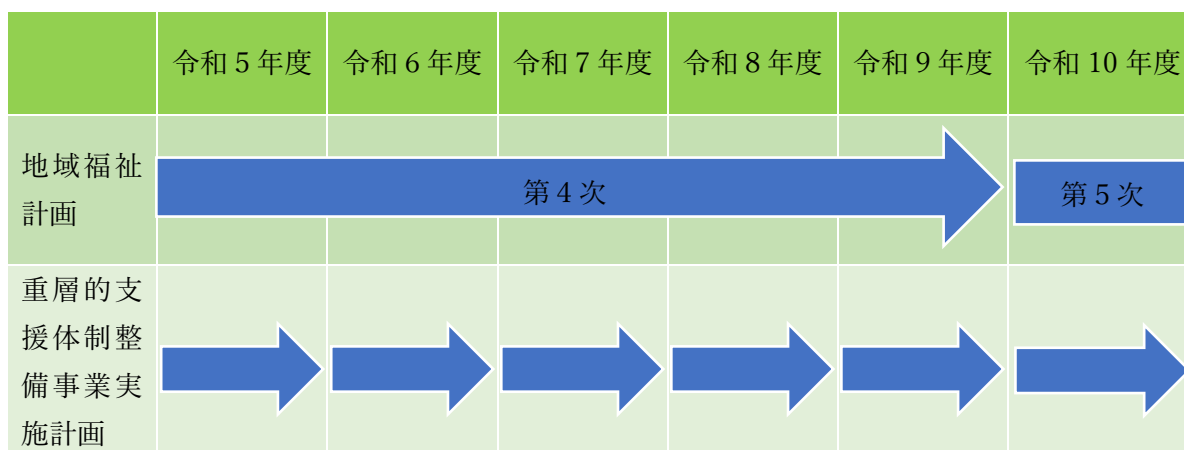 令和5年度 令和6年度 令和7年度 令和8年度 令和9年度 令和10年度
地域福祉
計画
第4次
第5次
重層的支
援体制整
備事業実
施計画